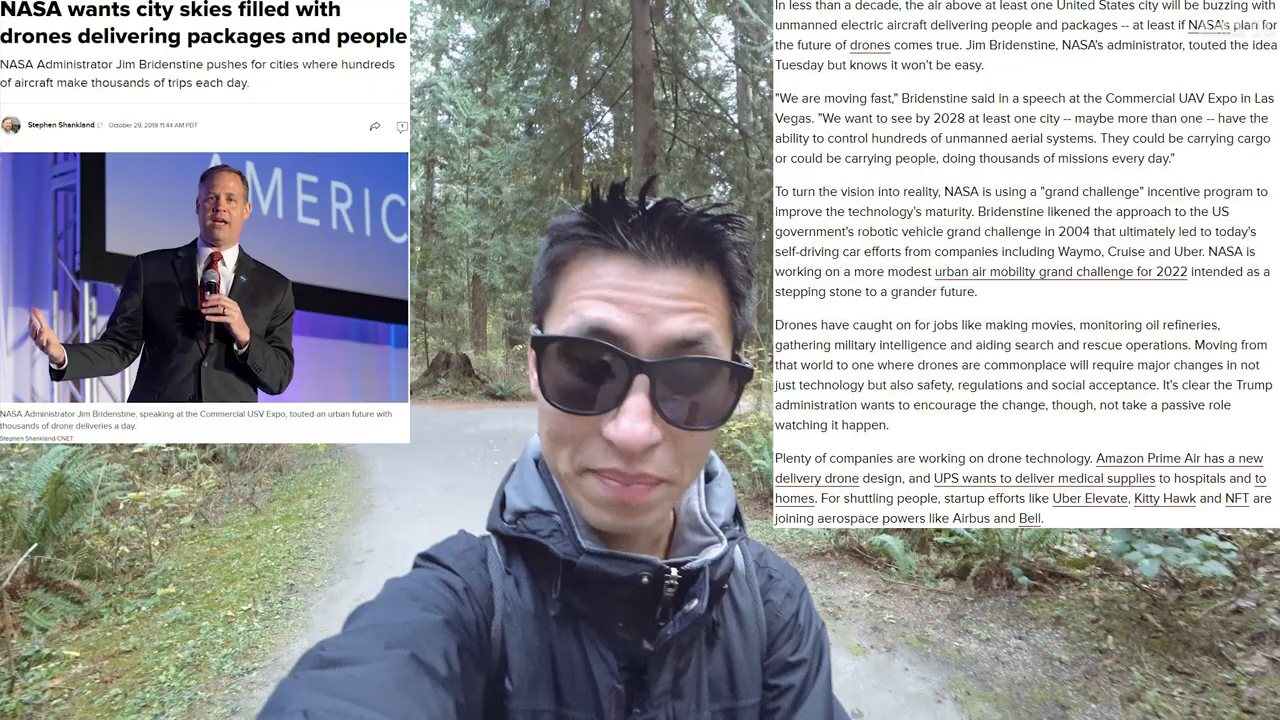 NASA wants city skies filled with
drones delivering packages and people
NASA Administrator Jim Bridenstine pushes for cities where hundreds
of aircraft make thousands of trips each day.
Stephen Shankland
October 29, 2019 11:44 AM PDT
AMERIC
NASA Administrator Jim Bridenstine, speaking at the Commercial USV Expo, touted an urban future with
thousands of drone deliveries a day.
Stephen Shankland/CNET
In less than a decade, the air above at least one United States city will be buzzing with
unmanned electric aircraft delivering people and packages -- at least if NASA's plan for
the future of drones comes true. Jim Bridenstine, NASA's administrator, touted the idea
Tuesday but knows it won't be easy.
"We are moving fast," Bridenstine said in a speech at the Commercial UAV Expo in Las
Vegas. "We want to see by 2028 at least one city -- maybe more than one -- have the
ability to control hundreds of unmanned aerial systems. They could be carrying cargo
or could be carrying people, doing thousands of missions every day."
To turn the vision into reality, NASA is using a "grand challenge" incentive program to
improve the technology's maturity. Bridenstine likened the approach to the US
government's robotic vehicle grand challenge in 2004 that ultimately led to today's
self-driving car efforts from companies including Waymo, Cruise and Uber. NASA is
working on a more modest urban air mobility grand challenge for 2022 intended as a
stepping stone to a grander future.
Drones have caught on for jobs like making movies, monitoring oil refineries,
gathering military intelligence and aiding search and rescue operations. Moving from
that world to one where drones are commonplace will require major changes in not
just technology but also safety, regulations and social acceptance. It's clear the Trump
administration wants to encourage the change, though, not take a passive role
watching it happen.
Plenty of companies are working on drone technology. Amazon Prime Air has a new
delivery drone design, and UPS wants to deliver medical supplies to hospitals and to
homes. For shuttling people, startup efforts like Uber Elevate, Kitty Hawk and NFT are
joining aerospace powers like Airbus and Bell.